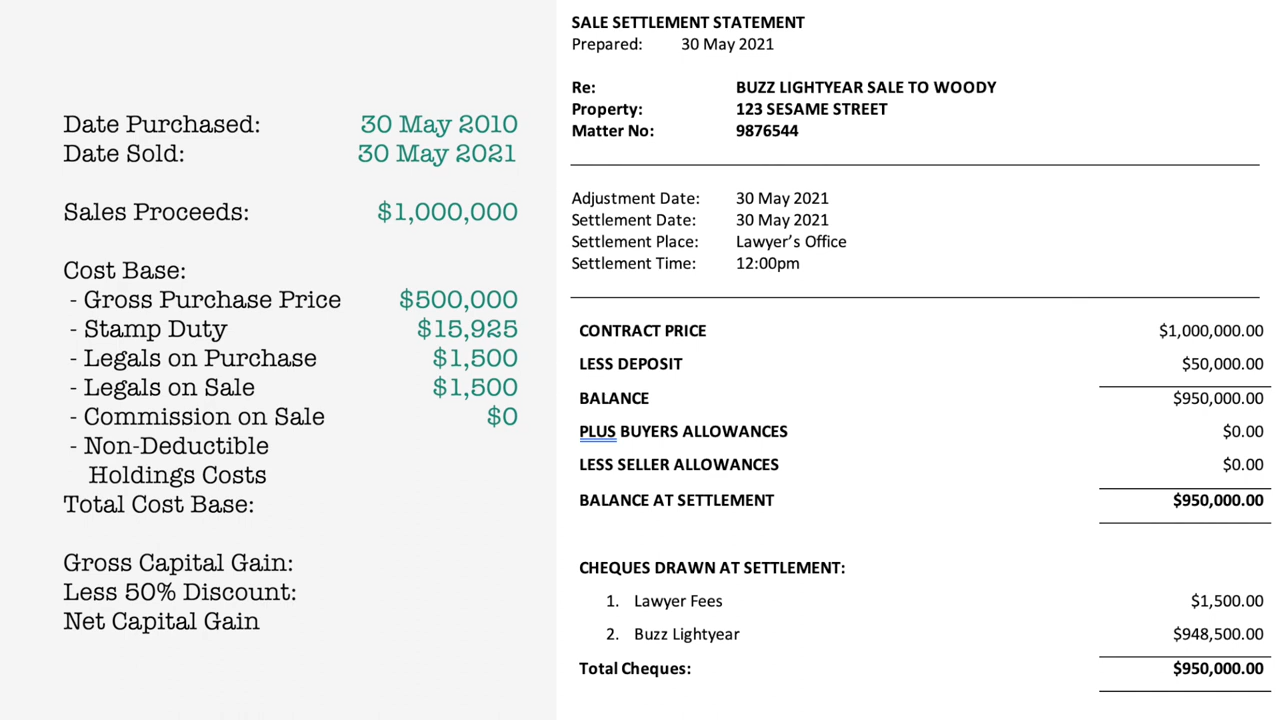 Date Purchased: 30 May 2010
Date Sold: 30 May 2021
Sales Proceeds: $1,000,000
Cost Base:
- Gross Purchase Price $500,000
- Stamp Duty $15,925
- Legals on Purchase $1,500
- Legals on Sale $1,500
- Commission on Sale $0
- Non-Deductible
Holdings Costs
Total Cost Base:
Gross Capital Gain:
Less 50% Discount:
Net Capital Gain
SALE SETTLEMENT STATEMENT
Prepared: 30 May 2021
Re: BUZZ LIGHTYEAR SALE TO WOODY
Property: 123 SESAME STREET
Matter No: 9876544
Adjustment Date: 30 May 2021
Settlement Date: 30 May 2021
Settlement Place: Lawyer’s Office
Settlement Time: 12:00pm
CONTRACT PRICE $1,000,000.00
LESS DEPOSIT $50,000.00
BALANCE $950,000.00
PLUS BUYERS ALLOWANCES $0.00
LESS SELLER ALLOWANCES $0.00
BALANCE AT SETTLEMENT $950,000.00
CHEQUES DRAWN AT SETTLEMENT:
1. Lawyer Fees $1,500.00
2. Buzz Lightyear $948,500.00
Total Cheques: $950,000.00